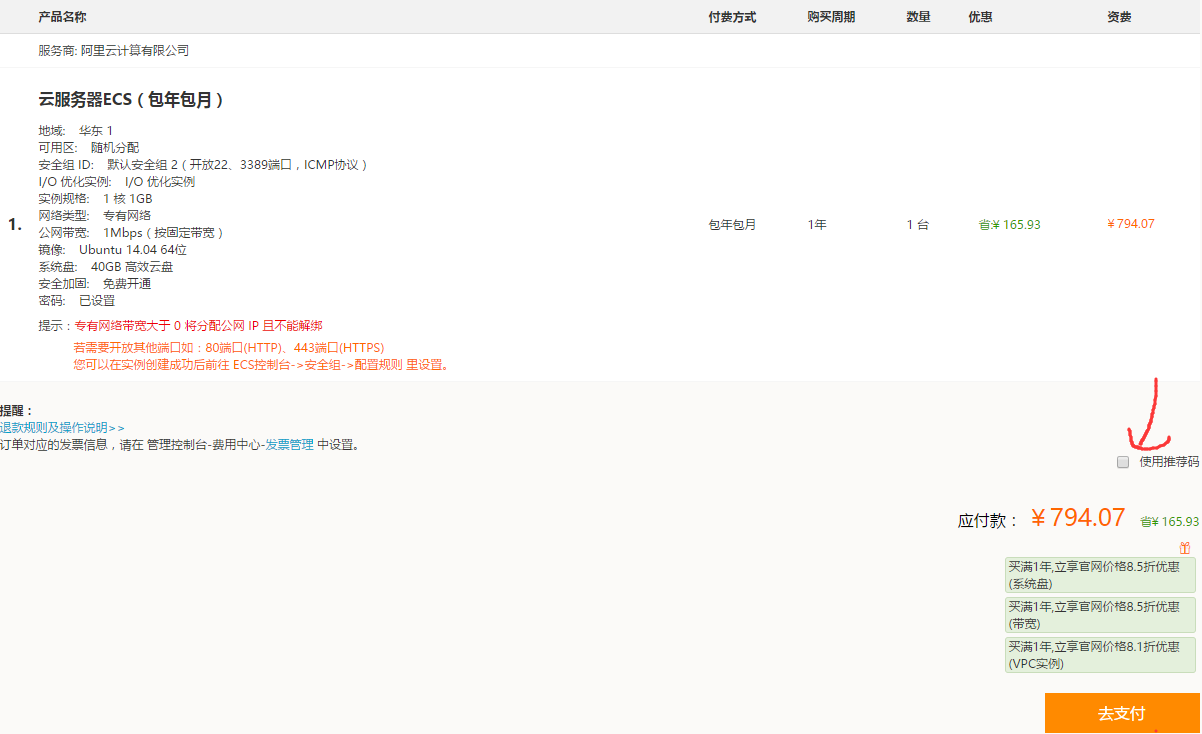 产品名称 付费方式 购买周期 数量 优惠 资费
服务商: 阿里云计算有限公司
云服务器ECS（包年包月）
地域: 华东 1
可用区: 随机分配
安全组 ID: 默认安全组 2（开放22、3389端口，ICMP协议）
I/O 优化实例: I/O 优化实例
实例规格: 1 核 1GB
网络类型: 专有网络
1. 包年包月 1年 1 台 省:¥ 165.93 ¥794.07
公网带宽: 1Mbps（按固定带宽）
镜像: Ubuntu 14.04 64位
系统盘: 40GB 高效云盘
安全加固: 免费开通
密码: 已设置
提示：专有网络带宽大于 0 将分配公网 IP 且不能解绑
若需要开放其他端口如：80端口(HTTP)、443端口(HTTPS)
您可以在实例创建成功后前往 ECS控制台->安全组->配置规则 里设置。
提醒：
退款规则及操作说明>>
订单对应的发票信息，请在 管理控制台-费用中心-发票管理 中设置。
使用推荐码
应付款： ¥794.07 省¥ 165.93
买满1年,立享官网价格8.5折优惠
(系统盘)
买满1年,立享官网价格8.5折优惠
(带宽)
买满1年,立享官网价格8.1折优惠
(VPC实例)
去支付